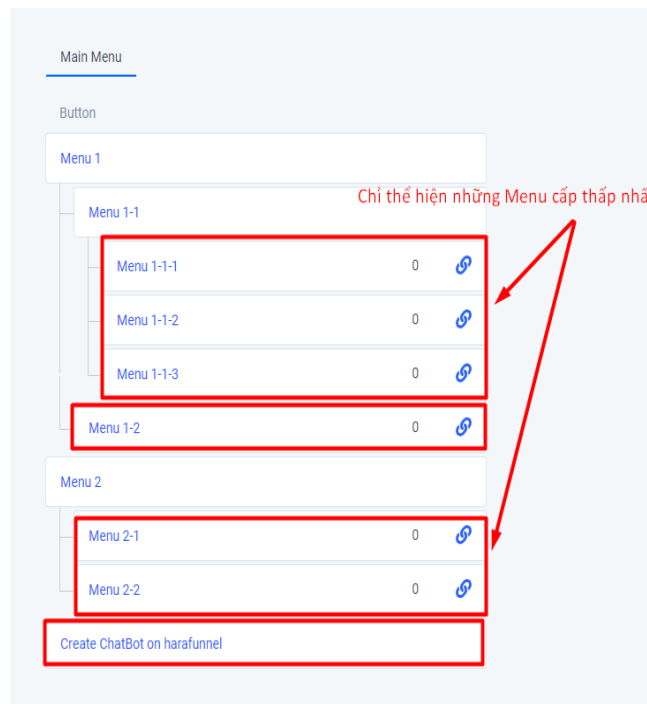 Main Menu
Button
Menu 1
Chỉ thể hiện những Menu cấp thấp
Menu 1-1
Menu 1-1-1 0
Menu 1-1-2 0
Menu 1-1-3 0
Menu 1-2 0
Menu 2
Menu 2-1 0
Menu 2-2 0
Create ChatBot on harafunnel